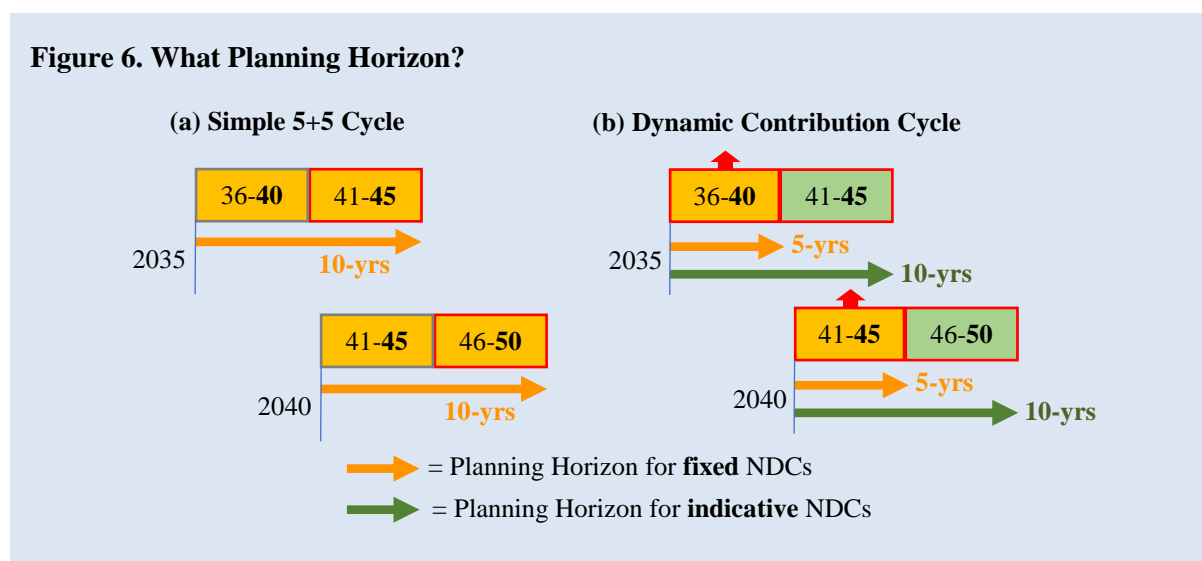 Figure 6. What Planning Horizon?
(a) Simple 5+5 Cycle
36-40 41-45
2035
10-yrs
41-45 46-50
2040
10-yrs
(b) Dynamic Contribution Cycle
36-40 41-45
5-yrs
2035
10-yrs
41-45 46-50
5-yrs
2040
10-yrs
= Planning Horizon for fixed NDCs
= Planning Horizon for indicative NDCs